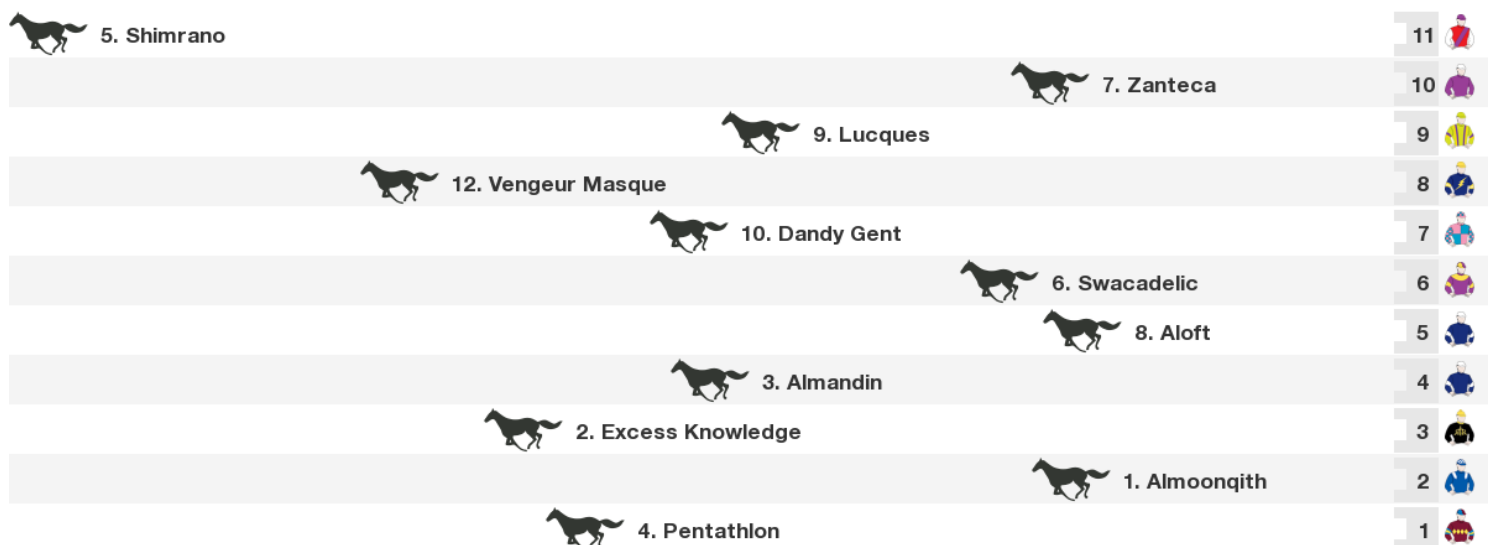 5. Shimrano 11
7. Zanteca 10
9. Lucques 9
12. Vengeur Masque 8
10. Dandy Gent 7
6. Swacadelic 6
8. Aloft 5
3. Almandin 4
2. Excess Knowledge 3
1. Almoonqith 2
4. Pentathlon 1